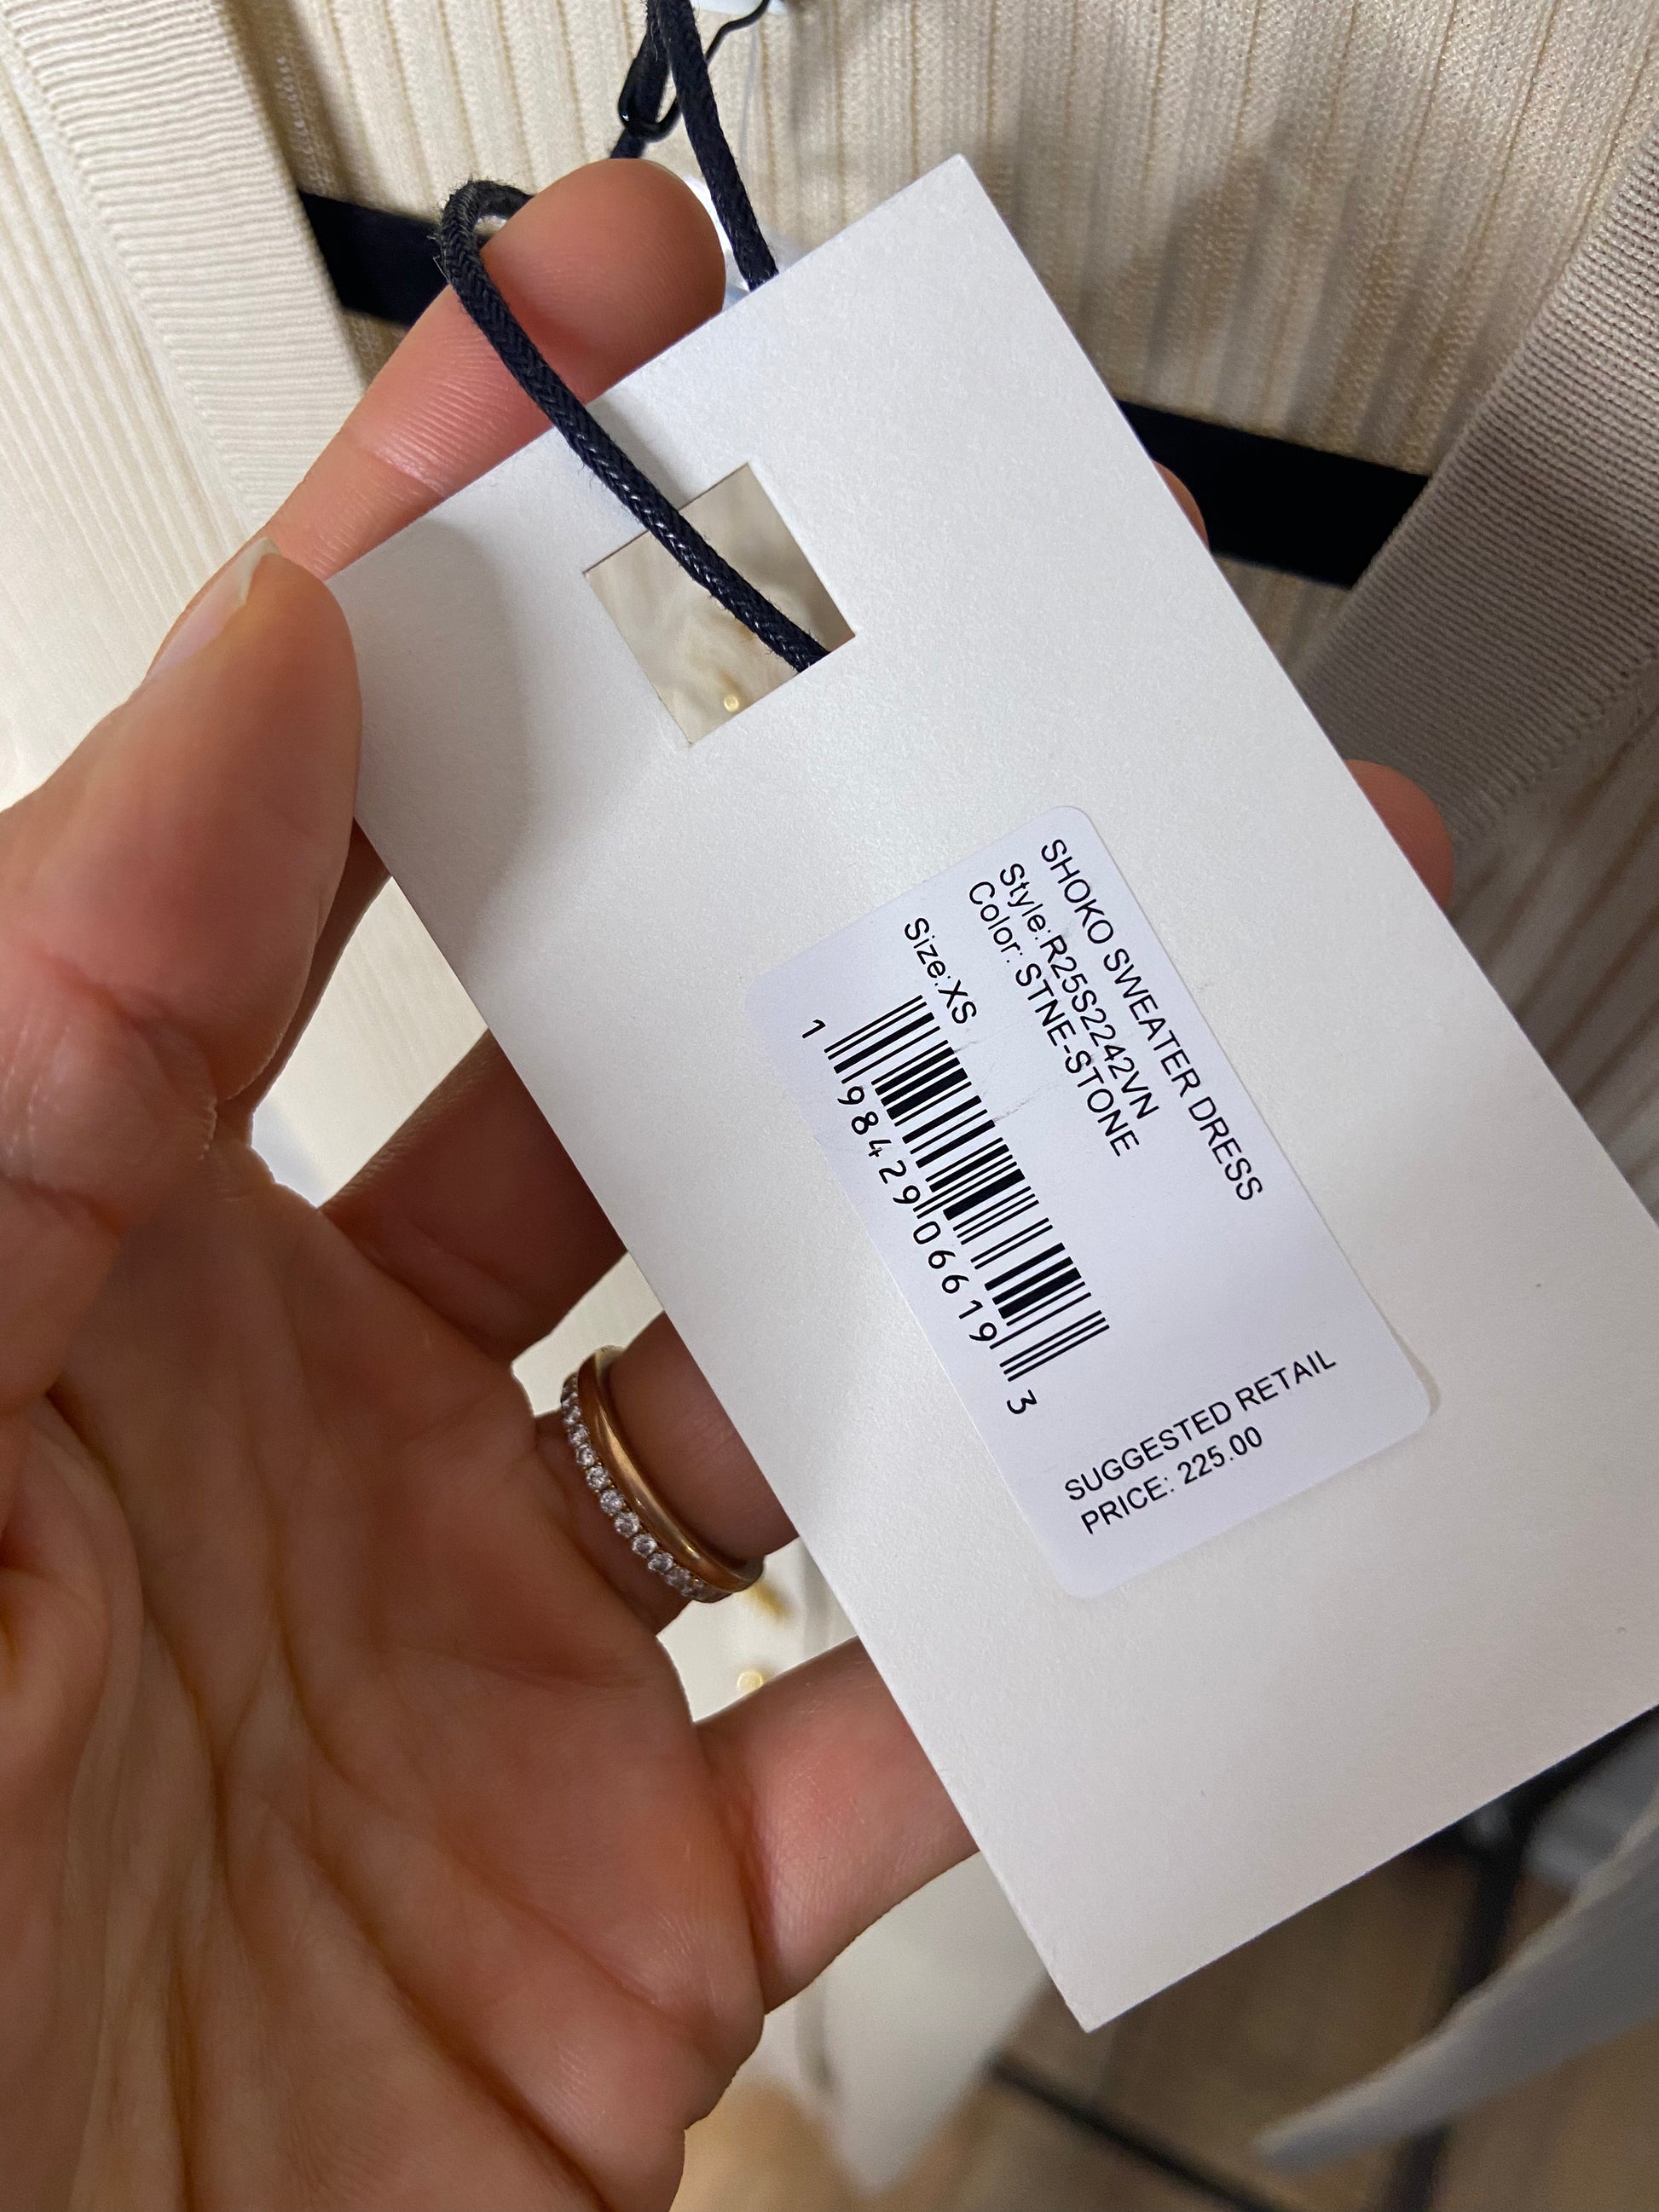 SHOKO SWEATER DRESS
Style:R25S2242VN
Color: STNE-STONE
Size:XS
1 98429 06619 3
SUGGESTED RETAIL
PRICE: 225.00